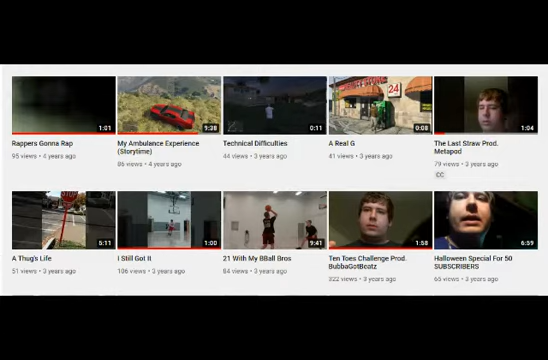 1:01
9:38
0:11
24
0:08
1:04
Rappers Gonna Rap
My Ambulance Experience
(Storytime)
Technical Difficulties
A Real G
The Last Straw Prod.
Metapod
95 views • 4 years ago
86 views • 4 years ago
44 views • 3 years ago
41 views • 3 years ago
79 views • 3 years ago
CC
STOP
5:11
1:00
9:41
1:58
6:59
A Thug's Life
I Still Got It
21 With My BBall Bros
Ten Toes Challenge Prod.
BubbaGotBeatz
Halloween Special For 50
SUBSCRIBERS
51 views • 3 years ago
106 views • 3 years ago
84 views • 3 years ago
322 views • 3 years ago
65 views • 3 years ago